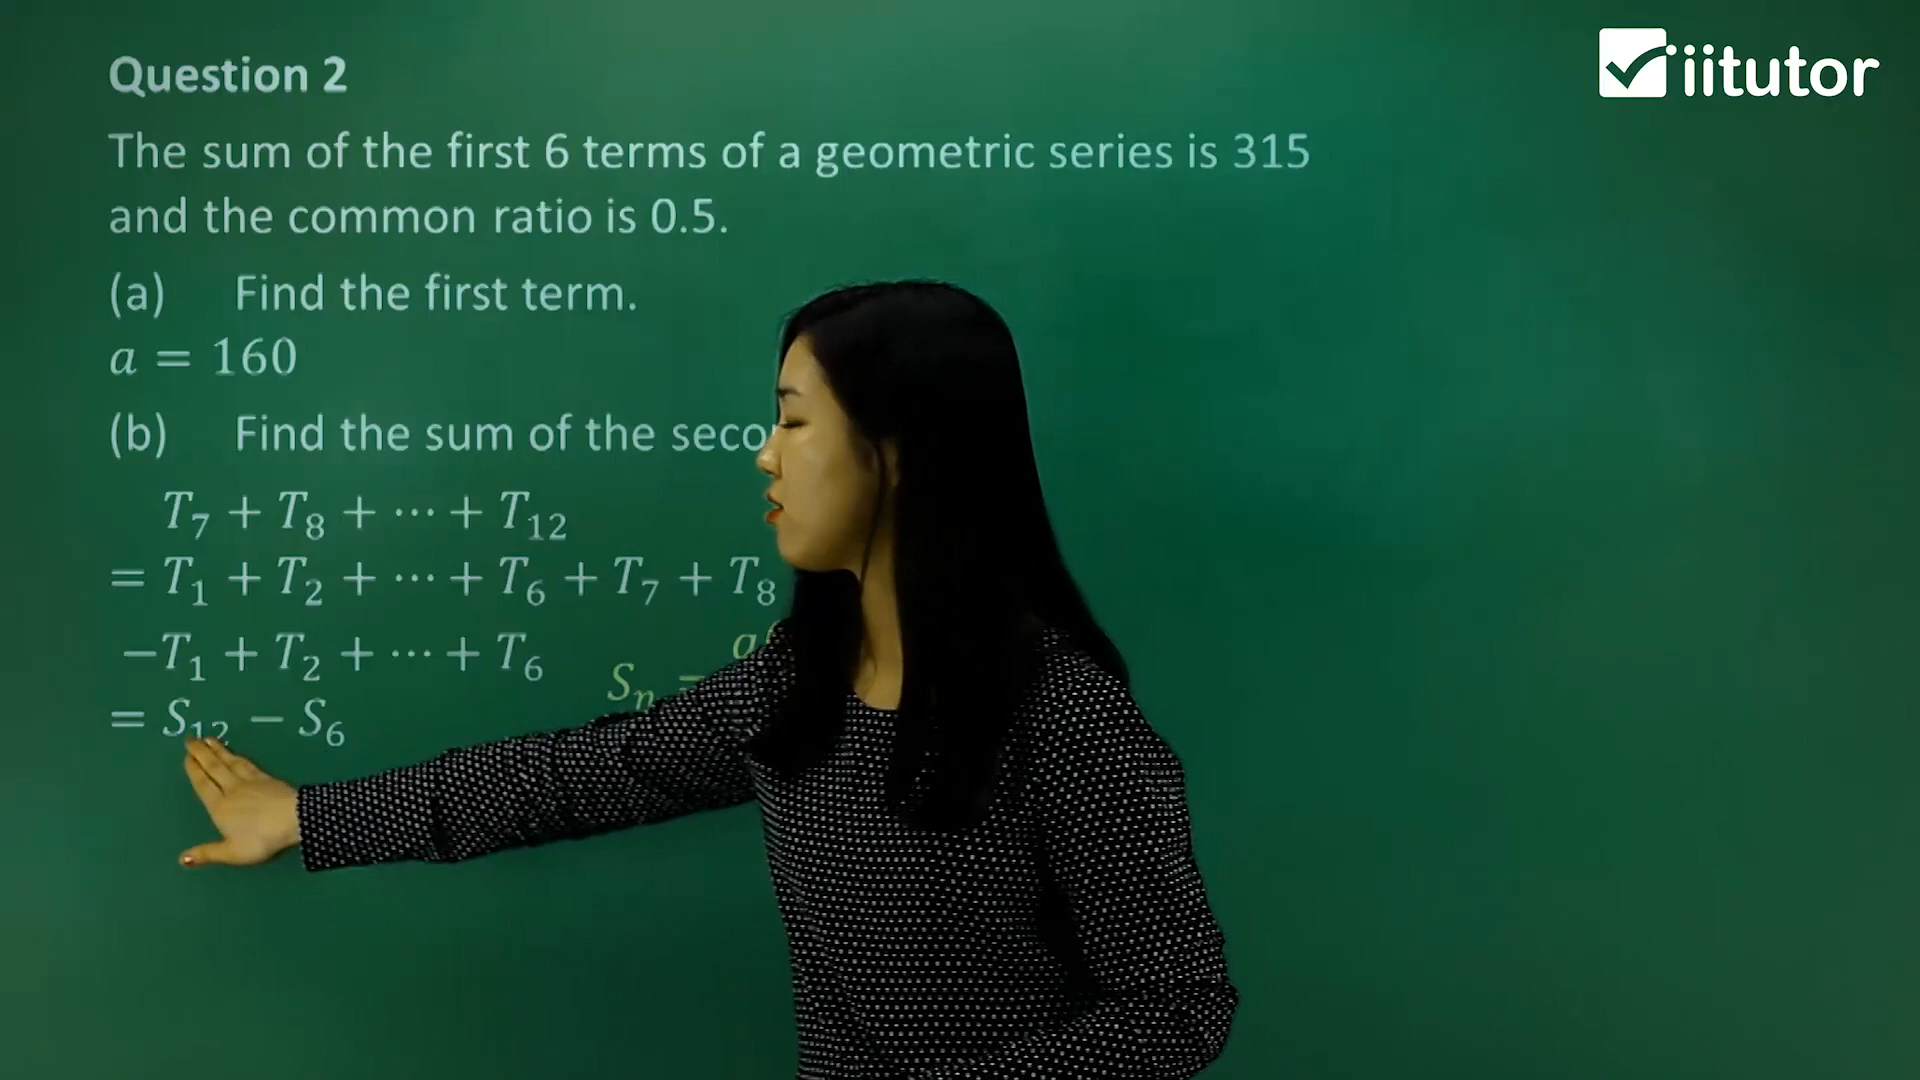 iitutor
Question 2
The sum of the first 6 terms of a geometric series is 315
and the common ratio is 0.5.
(a) Find the first term.
a = 160
(b) Find the sum of the
T₇ + T₈ + ⋯ + T₁₂
= T₁ + T₂ + ⋯ + T₆ + T₇ + T₈
−T₁ + T₂ + ⋯ + T₆
Sₙ =
= S₁₂ − S₆